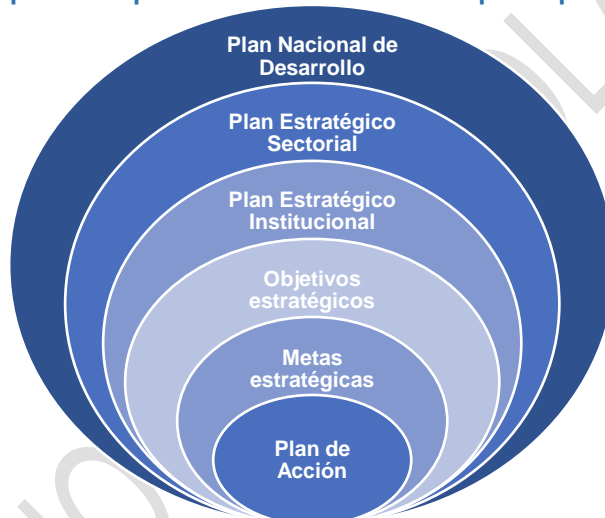 Plan Nacional de
Desarrollo
Plan Estratégico
Sectorial
Plan Estratégico
Institucional
Objetivos
estratégicos
Metas
estratégicas
Plan de
Acción